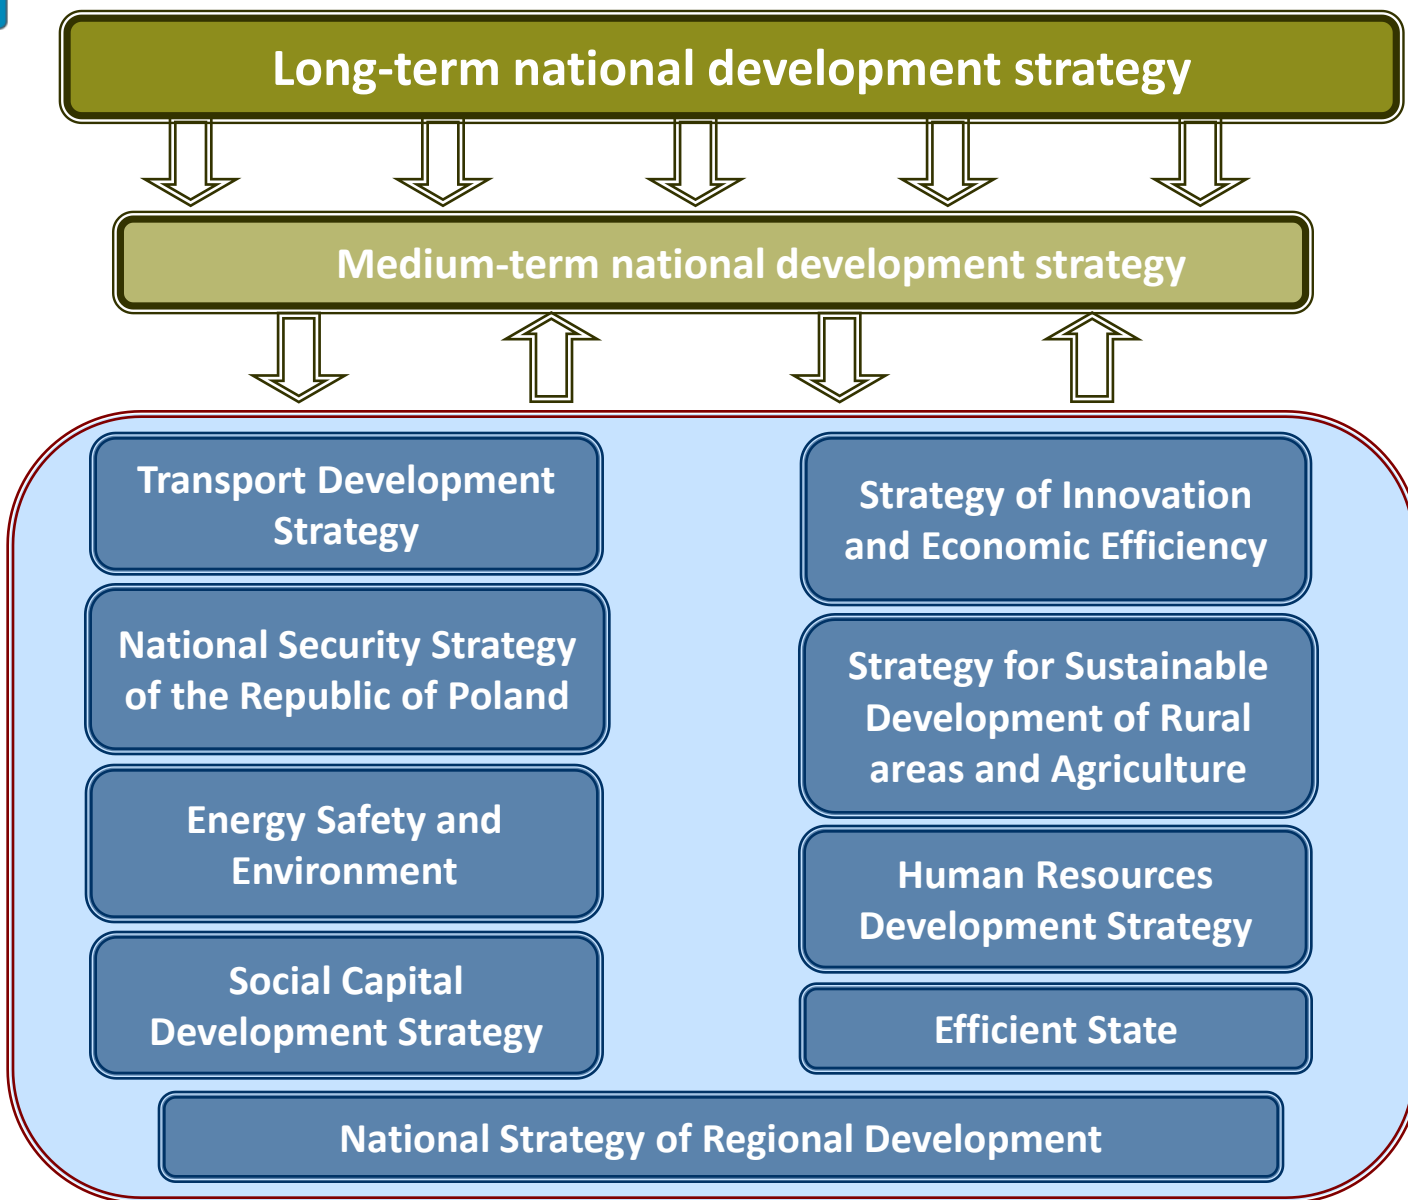 Long-term national development strategy
Medium-term national development strategy
Transport Development
Strategy
National Security Strategy
of the Republic of Poland
Energy Safety and
Environment
Social Capital
Development Strategy
Strategy of Innovation
and Economic Efficiency
Strategy for Sustainable
Development of Rural
areas and Agriculture
Human Resources
Development Strategy
Efficient State
National Strategy of Regional Development